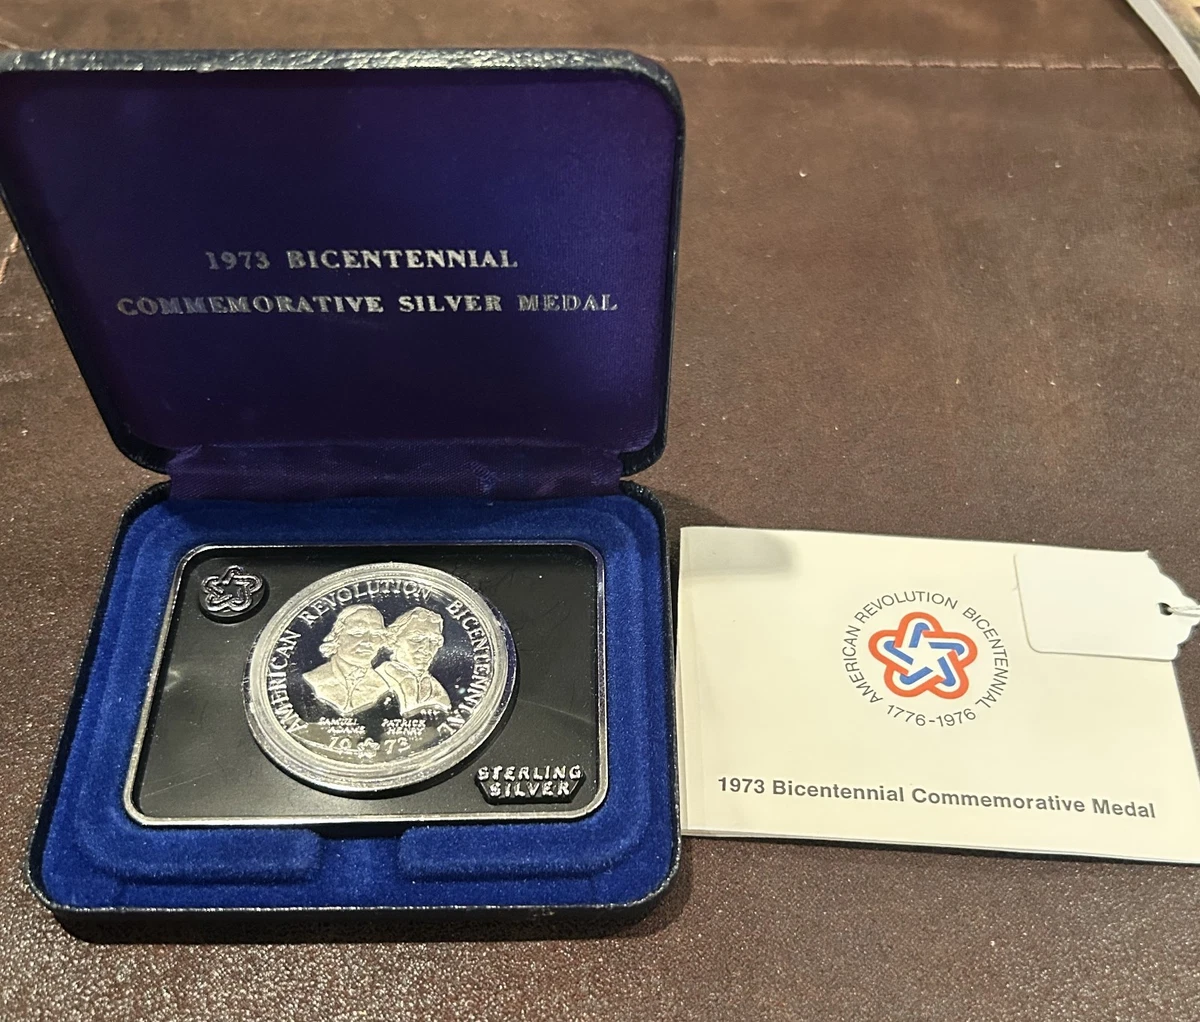 1973 BICENTENNIAL
COMMEMORATIVE SILVER MEDAL
AMERICAN REVOLUTION BICENTENNIAL
SAMUEL ADAMS
PATRICK HENRY
19 73
STERLING
SILVER
AMERICAN REVOLUTION BICENTENNIAL
1776-1976
1973 Bicentennial Commemorative Medal